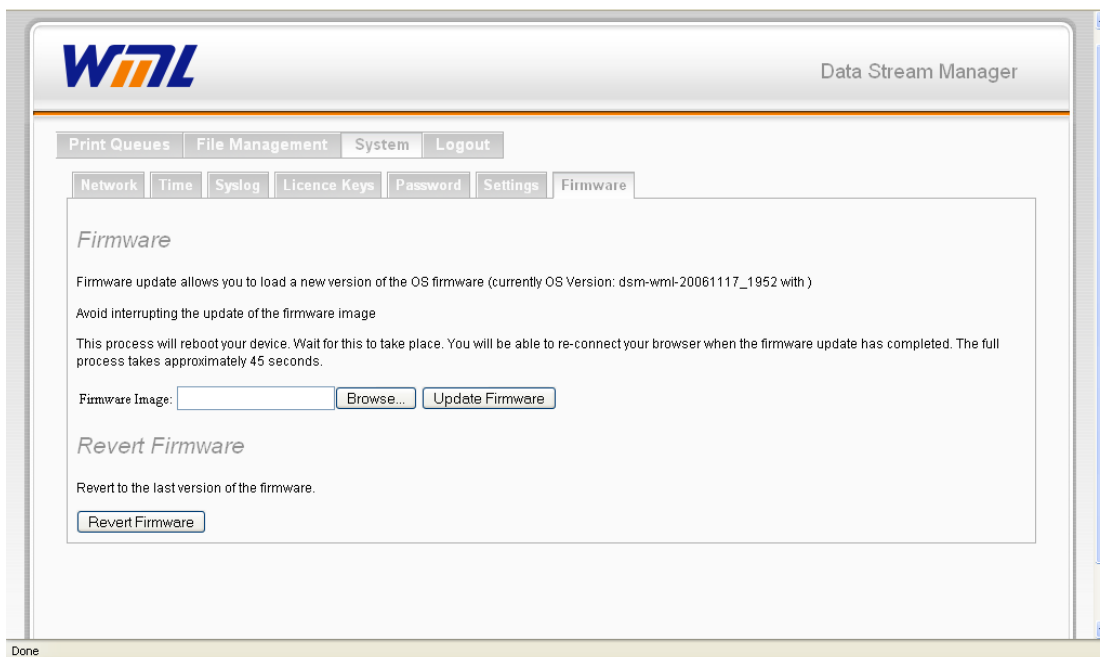 WML
Data Stream Manager
Print Queues File Management System Logout
Network Time Syslog Licence Keys Password Settings Firmware
Firmware
Firmware update allows you to load a new version of the OS firmware (currently OS Version: dsm-wml-20061117_1952 with )
Avoid interrupting the update of the firmware image
This process will reboot your device. Wait for this to take place. You will be able to re-connect your browser when the firmware update has completed. The full
process takes approximately 45 seconds.
Firmware Image: Browse... Update Firmware
Revert Firmware
Revert to the last version of the firmware.
Revert Firmware
Done